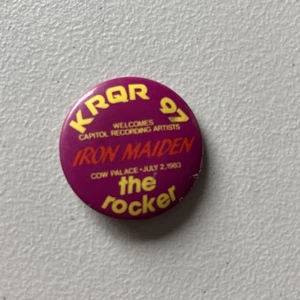 KRQR 97
WELCOMES
CAPITOL RECORDING ARTISTS
IRON MAIDEN
COW PALACE • JULY 2, 1983
the
rocker